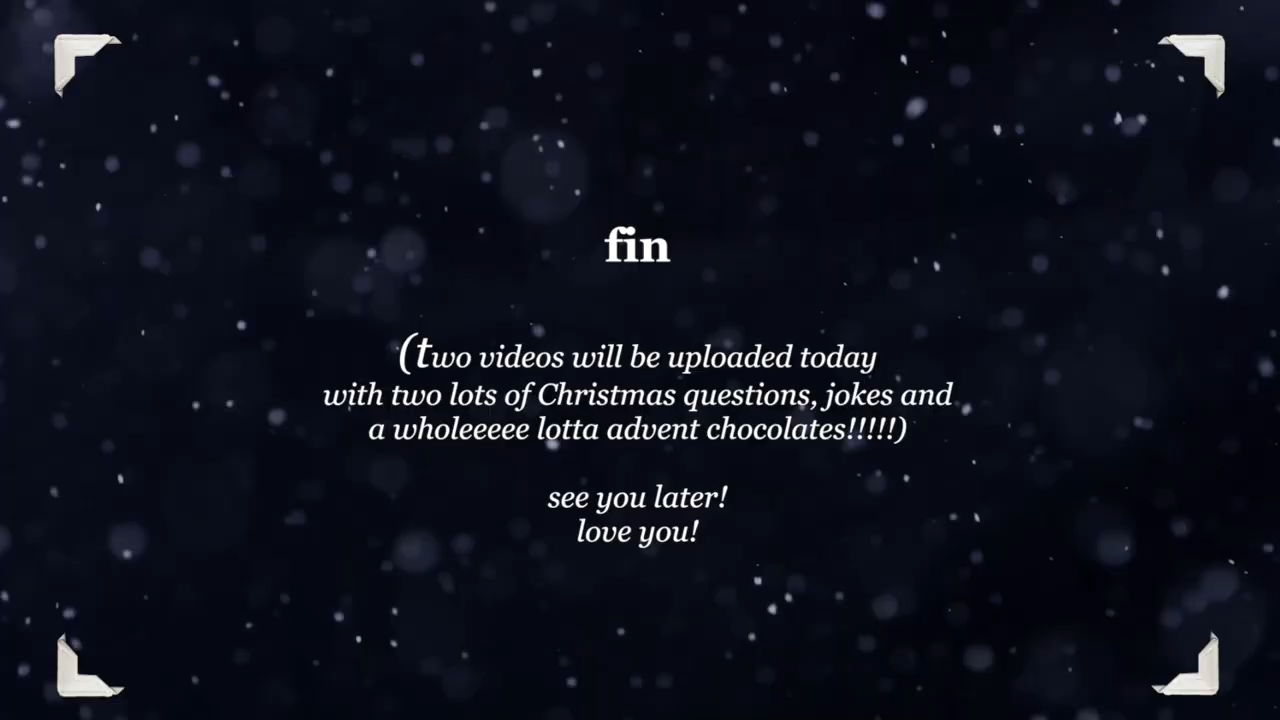 fin
(two videos will be uploaded today
with two lots of Christmas questions, jokes and
a wholeeeee lotta advent chocolates!!!!!)
see you later!
love you!